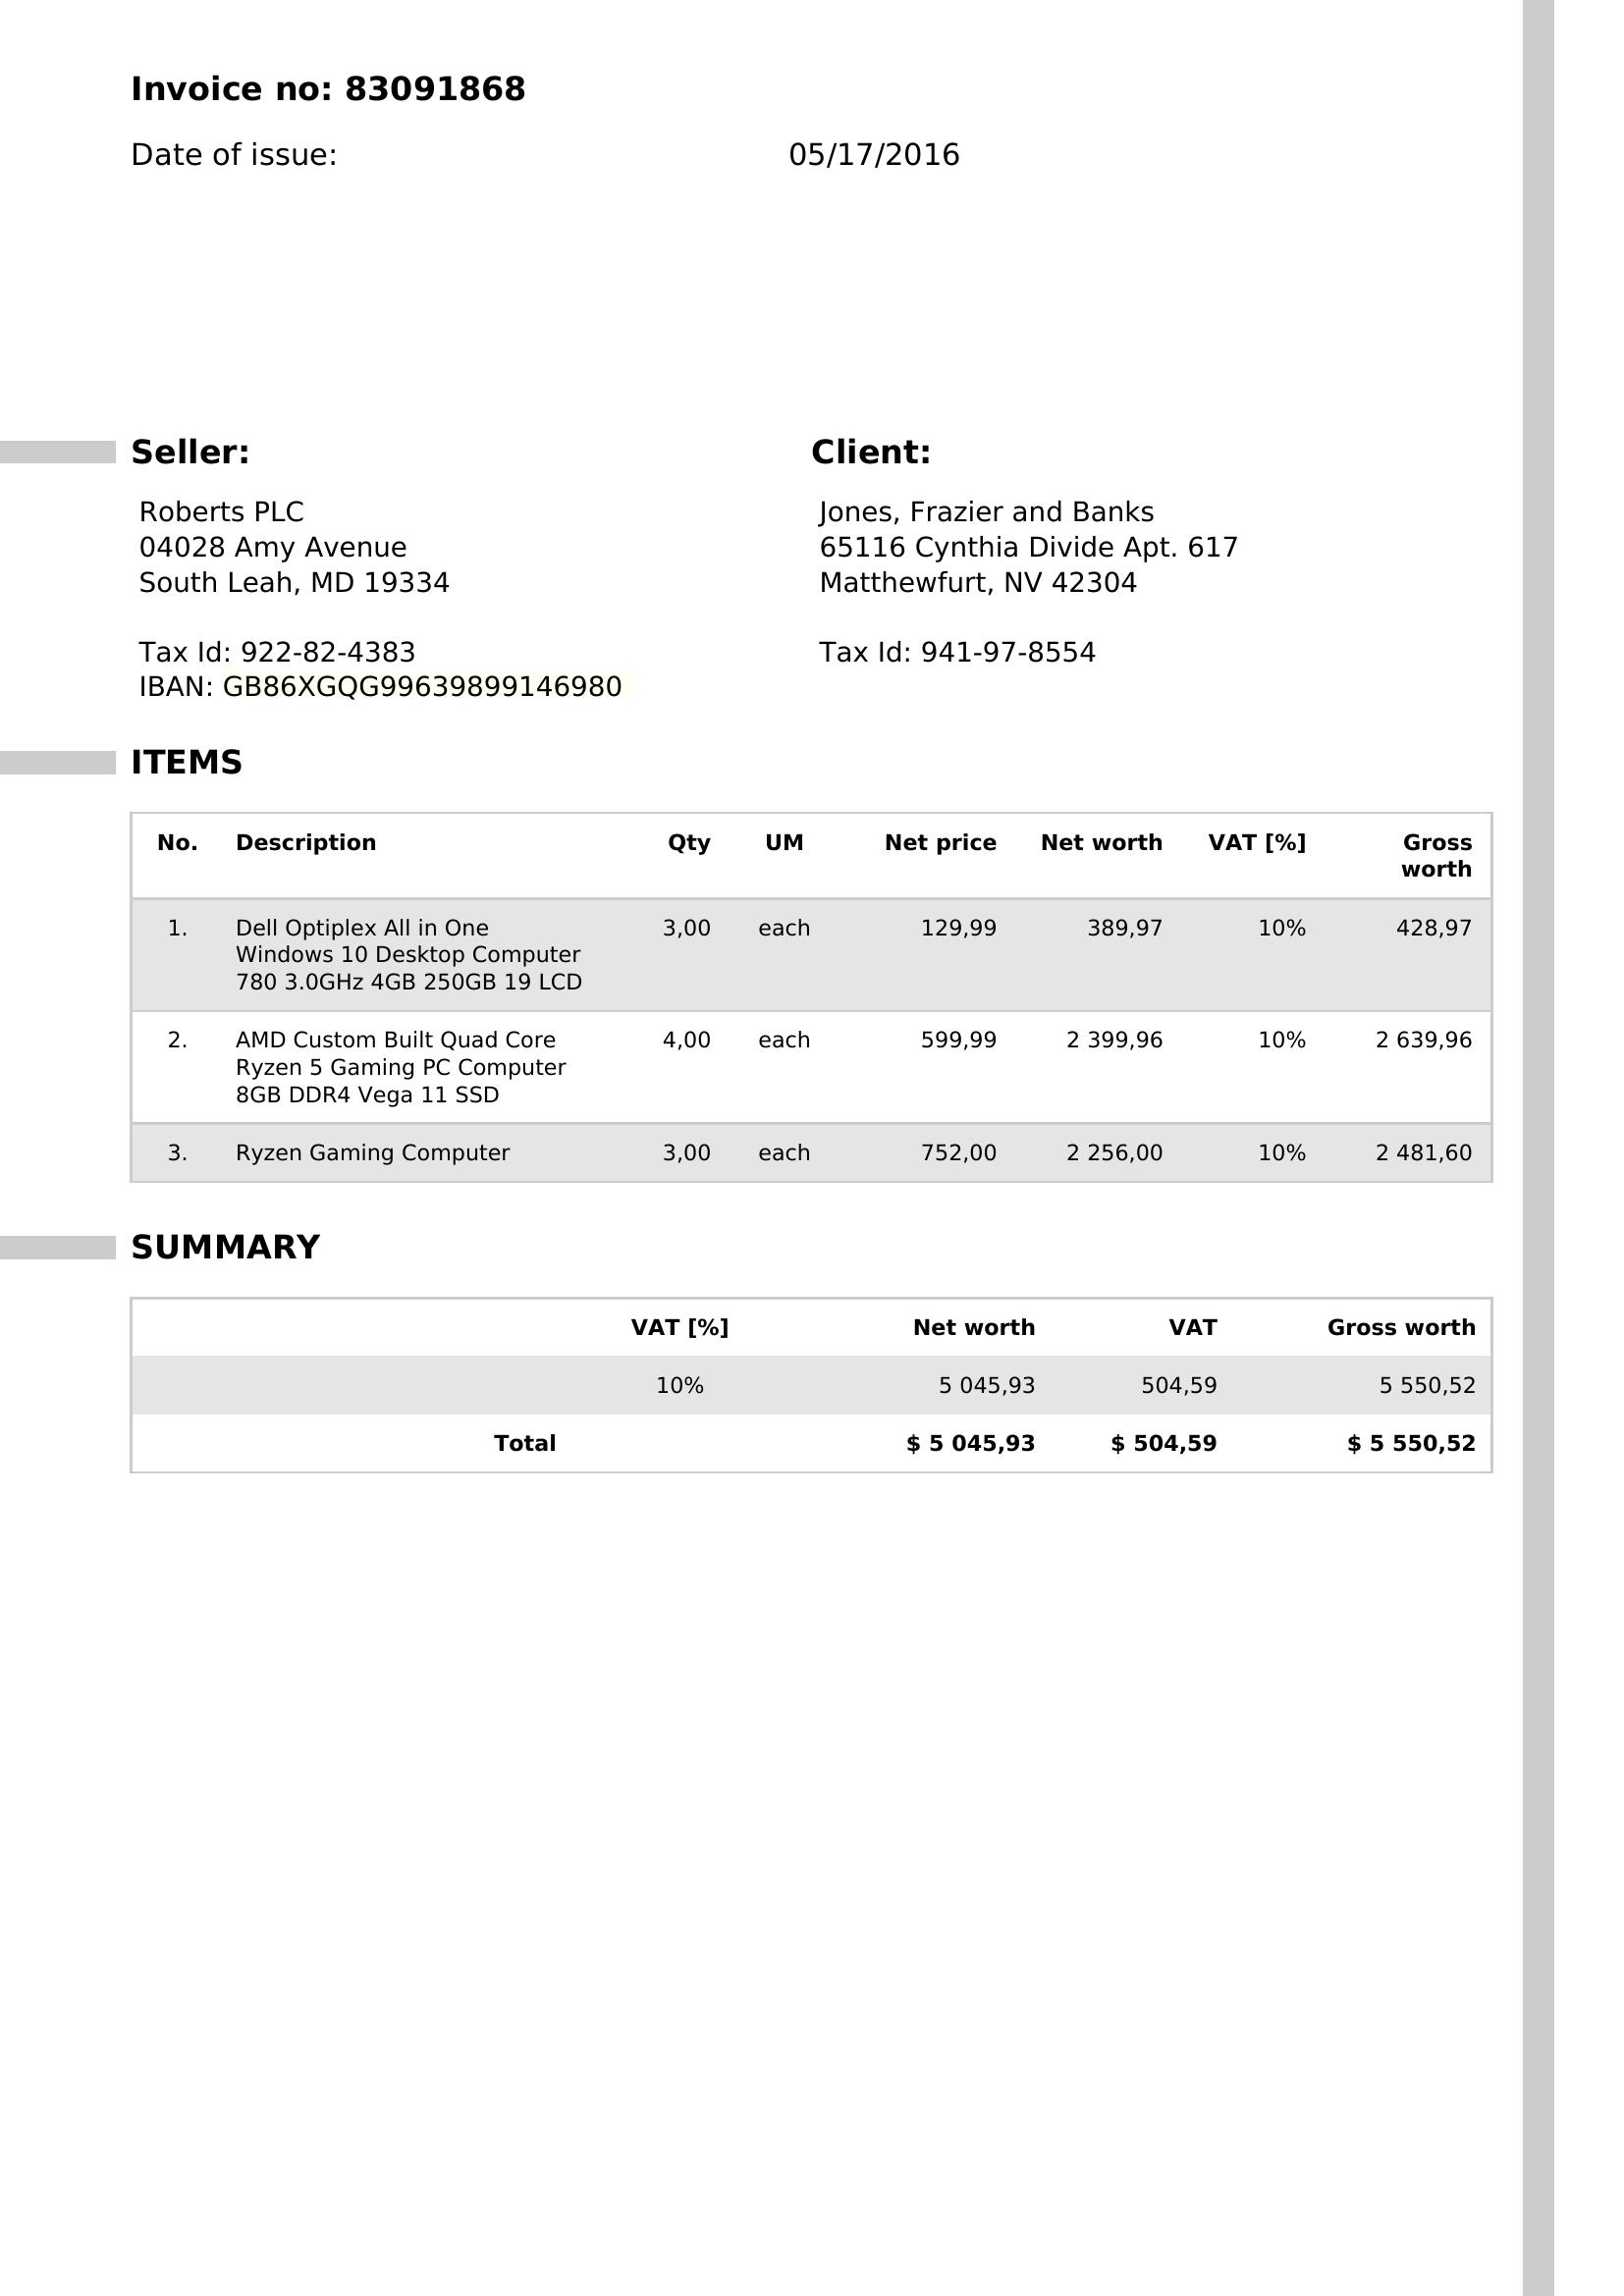 Invoice no: 83091868
Date of issue: 05/17/2016
Seller:
Roberts PLC
04028 Amy Avenue
South Leah, MD 19334
Tax Id: 922-82-4383
IBAN: GB86XGQG99639899146980
Client:
Jones, Frazier and Banks
65116 Cynthia Divide Apt. 617
Matthewfurt, NV 42304
Tax Id: 941-97-8554
ITEMS
No. Description Qty UM Net price Net worth VAT [%] Gross
worth
1. Dell Optiplex All in One 3,00 each 129,99 389,97 10% 428,97
Windows 10 Desktop Computer
780 3.0GHz 4GB 250GB 19 LCD
2. AMD Custom Built Quad Core 4,00 each 599,99 2 399,96 10% 2 639,96
Ryzen 5 Gaming PC Computer
8GB DDR4 Vega 11 SSD
3. Ryzen Gaming Computer 3,00 each 752,00 2 256,00 10% 2 481,60
SUMMARY
VAT [%] Net worth VAT Gross worth
10% 5 045,93 504,59 5 550,52
Total $ 5 045,93 $ 504,59 $ 5 550,52